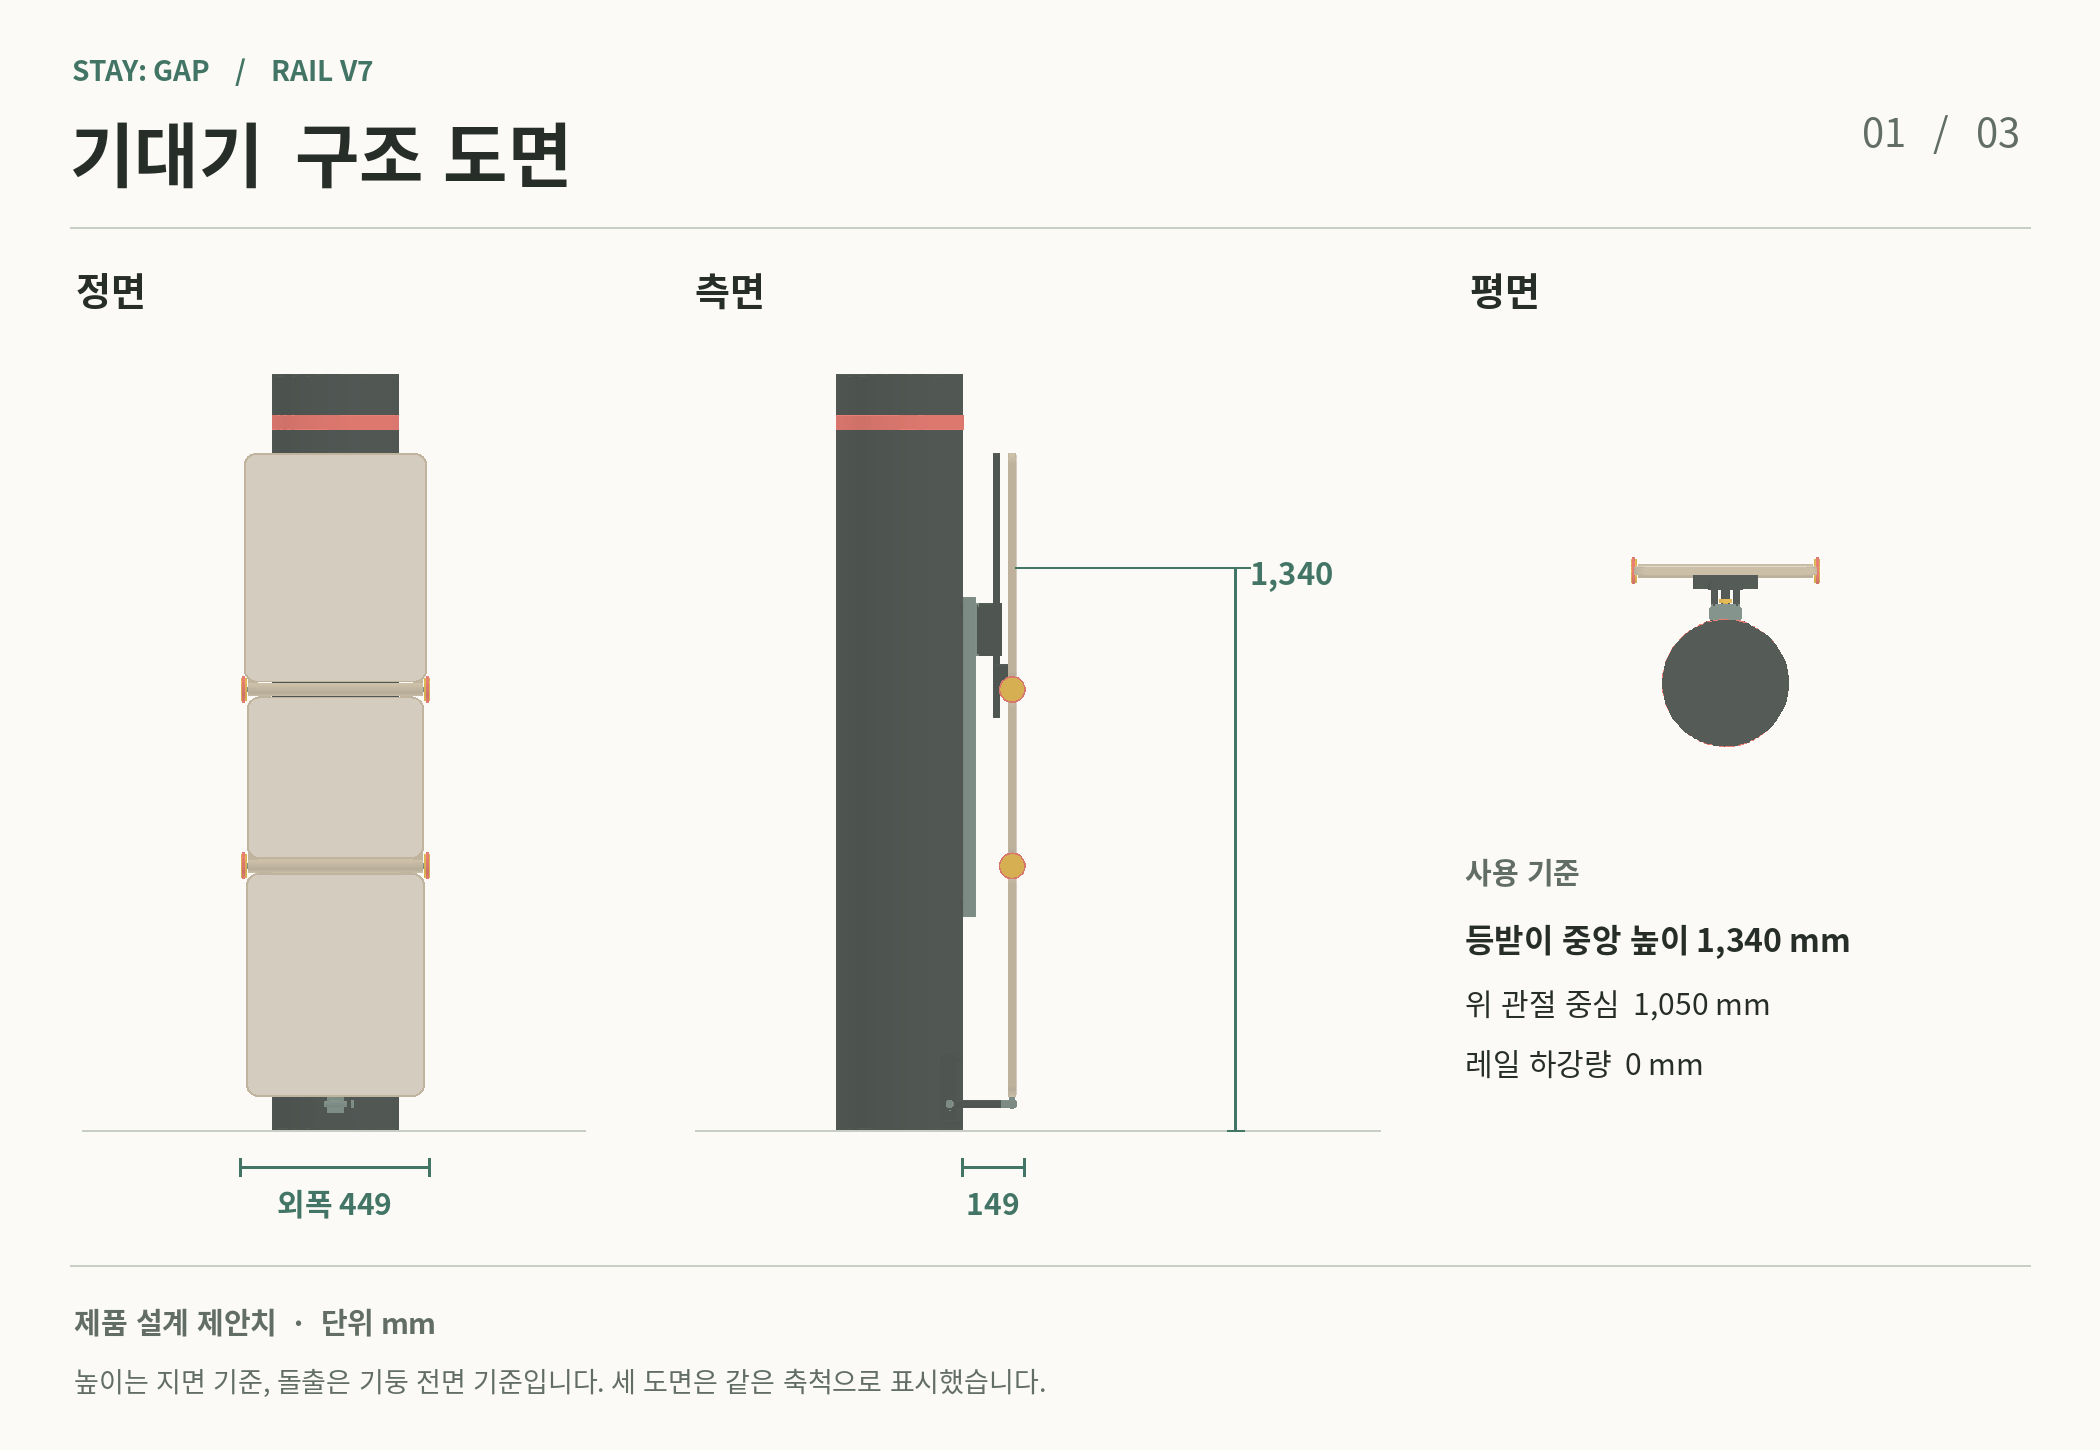 STAY: GAP / RAIL V7
기대기 구조 도면
01 / 03
정면
측면
평면
1,340
사용 기준
등받이 중앙 높이 1,340 mm
위 관절 중심 1,050 mm
레일 하강량 0 mm
외폭 449
149
제품 설계 제안치 · 단위 mm
높이는 지면 기준, 돌출은 기둥 전면 기준입니다. 세 도면은 같은 축척으로 표시했습니다.